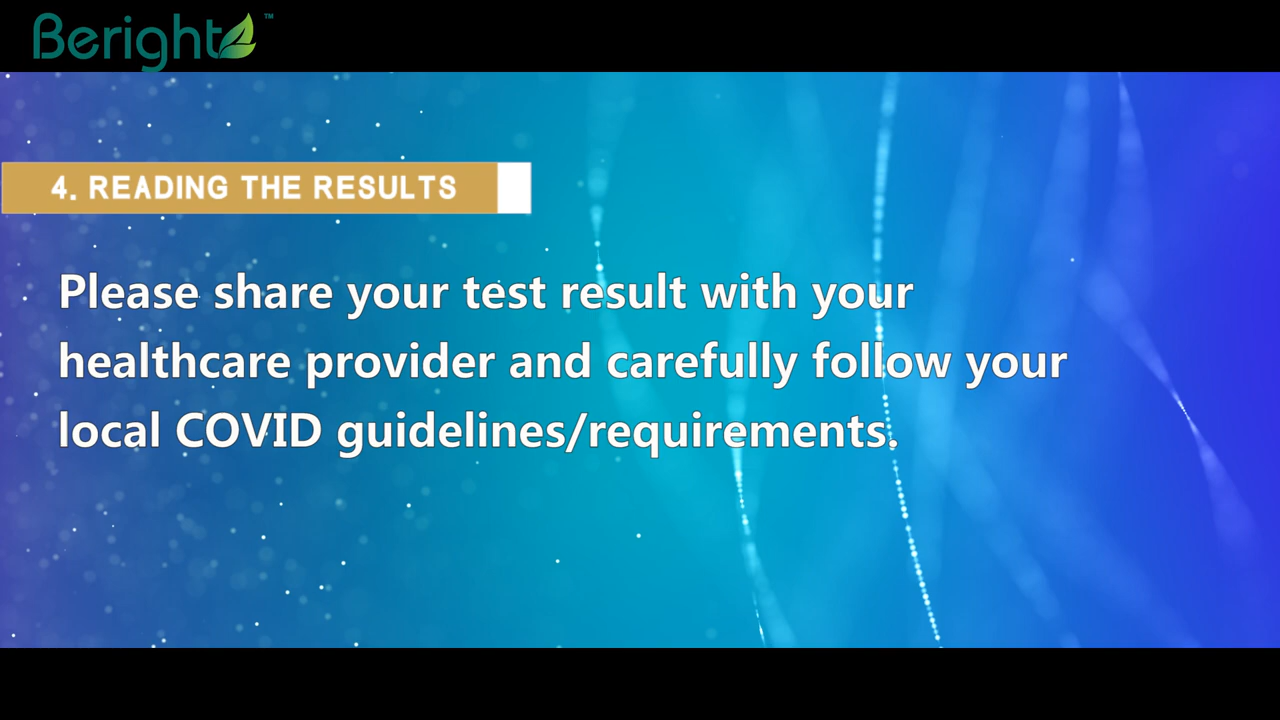 Beright™
4. READING THE RESULTS
Please share your test result with your
healthcare provider and carefully follow your
local COVID guidelines/requirements.